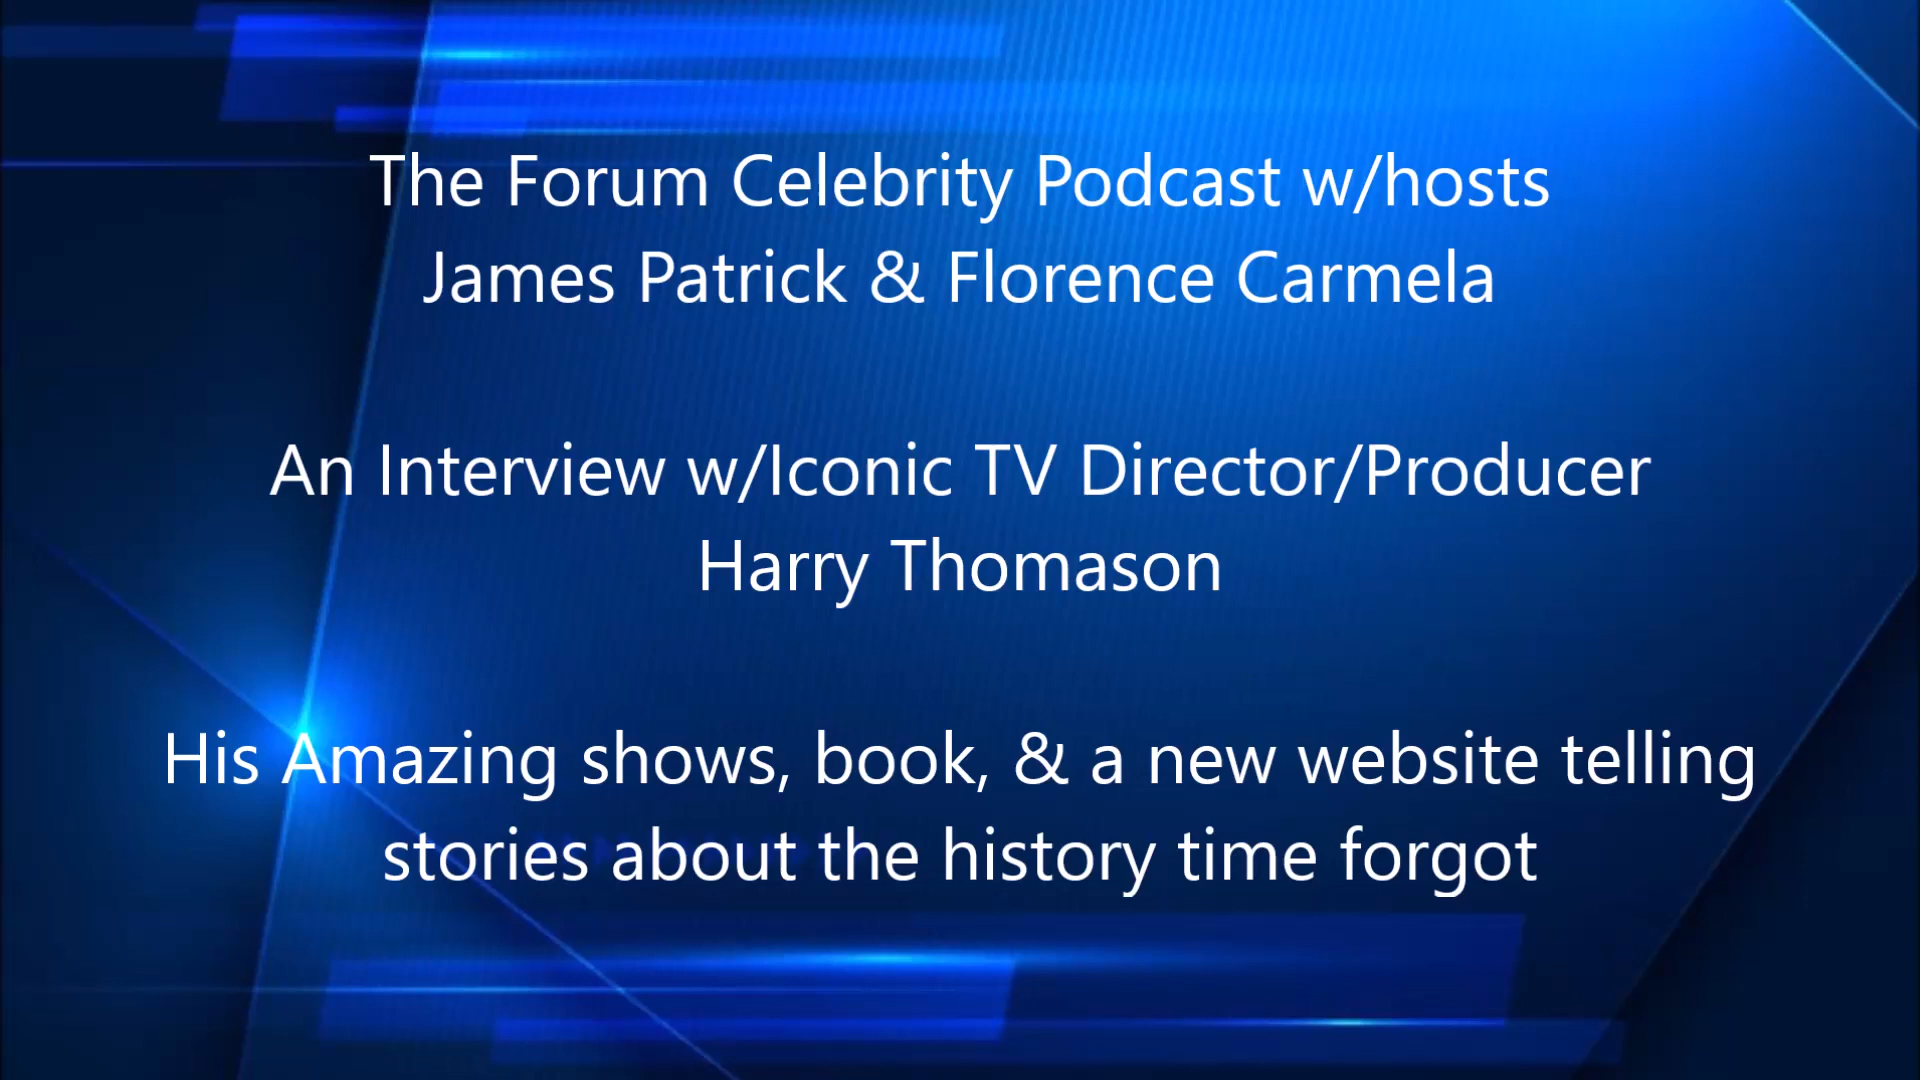 The Forum Celebrity Podcast w/hosts
James Patrick & Florence Carmela
An Interview w/Iconic TV Director/Producer
Harry Thomason
His Amazing shows, book, & a new website telling
stories about the history time forgot